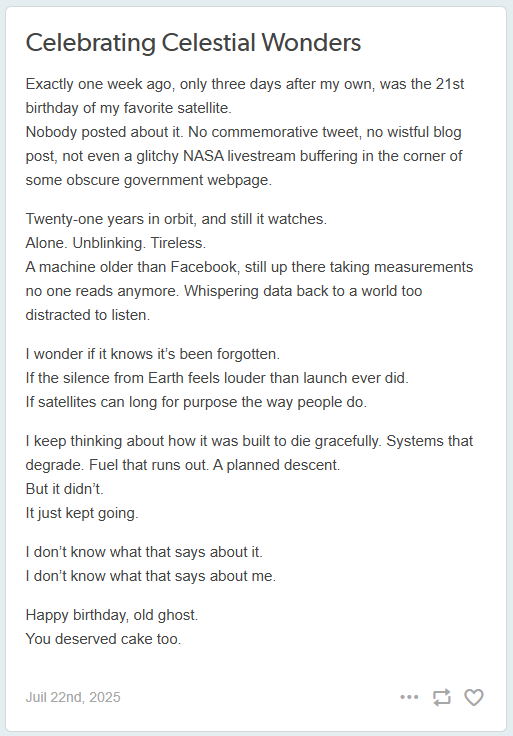 Celebrating Celestial Wonders
Exactly one week ago, only three days after my own, was the 21st
birthday of my favorite satellite.
Nobody posted about it. No commemorative tweet, no wistful blog
post, not even a glitchy NASA livestream buffering in the corner of
some obscure government webpage.
Twenty-one years in orbit, and still it watches.
Alone. Unblinking. Tireless.
A machine older than Facebook, still up there taking measurements
no one reads anymore. Whispering data back to a world too
distracted to listen.
I wonder if it knows it’s been forgotten.
If the silence from Earth feels louder than launch ever did.
If satellites can long for purpose the way people do.
I keep thinking about how it was built to die gracefully. Systems that
degrade. Fuel that runs out. A planned descent.
But it didn’t.
It just kept going.
I don’t know what that says about it.
I don’t know what that says about me.
Happy birthday, old ghost.
You deserved cake too.
Juil 22nd, 2025